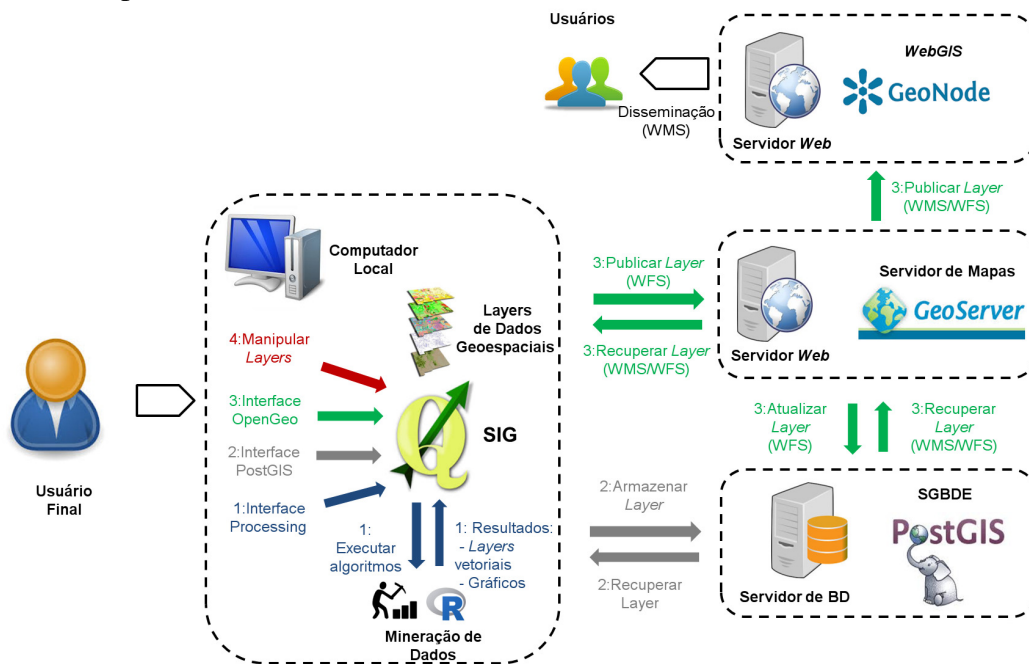 Usuários
WebGIS
GeoNode
Servidor Web
Disseminação
(WMS)
3:Publicar Layer
(WMS/WFS)
Computador
Local
Layers
de Dados
Geoespaciais
4:Manipular
Layers
3:Interface
OpenGeo
2:Interface
PostGIS
1:Interface
Processing
Q
SIG
1:
Executar
algoritmos
1: Resultados:
- Layers
vetoriais
- Gráficos
R
Mineração de
Dados
Usuário
Final
3:Publicar Layer
(WFS)
3:Recuperar Layer
(WMS/WFS)
Servidor de Mapas
GeoServer
Servidor Web
3:Atualizar
Layer
(WFS)
3:Recuperar
Layer
(WMS/WFS)
2:Armazenar
Layer
2:Recuperar
Layer
SGBDE
PostGIS
Servidor de BD